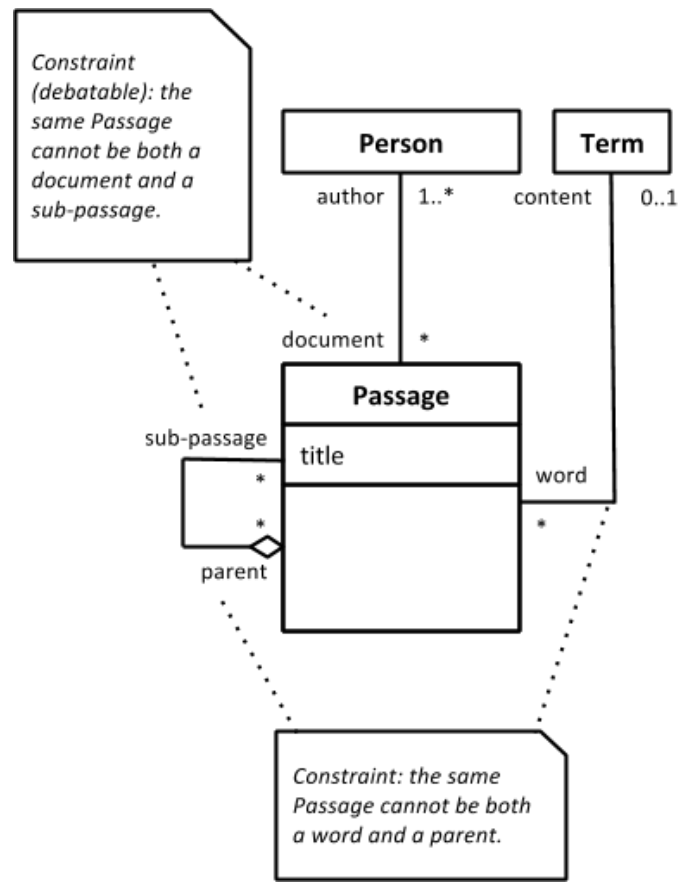 Constraint
(debatable): the
same Passage
cannot be both a
document and a
sub-passage.
Person
Term
author
1..*
content
0..1
document
*
Passage
sub-passage
*
title
word
*
*
parent
Constraint: the same
Passage cannot be both
a word and a parent.